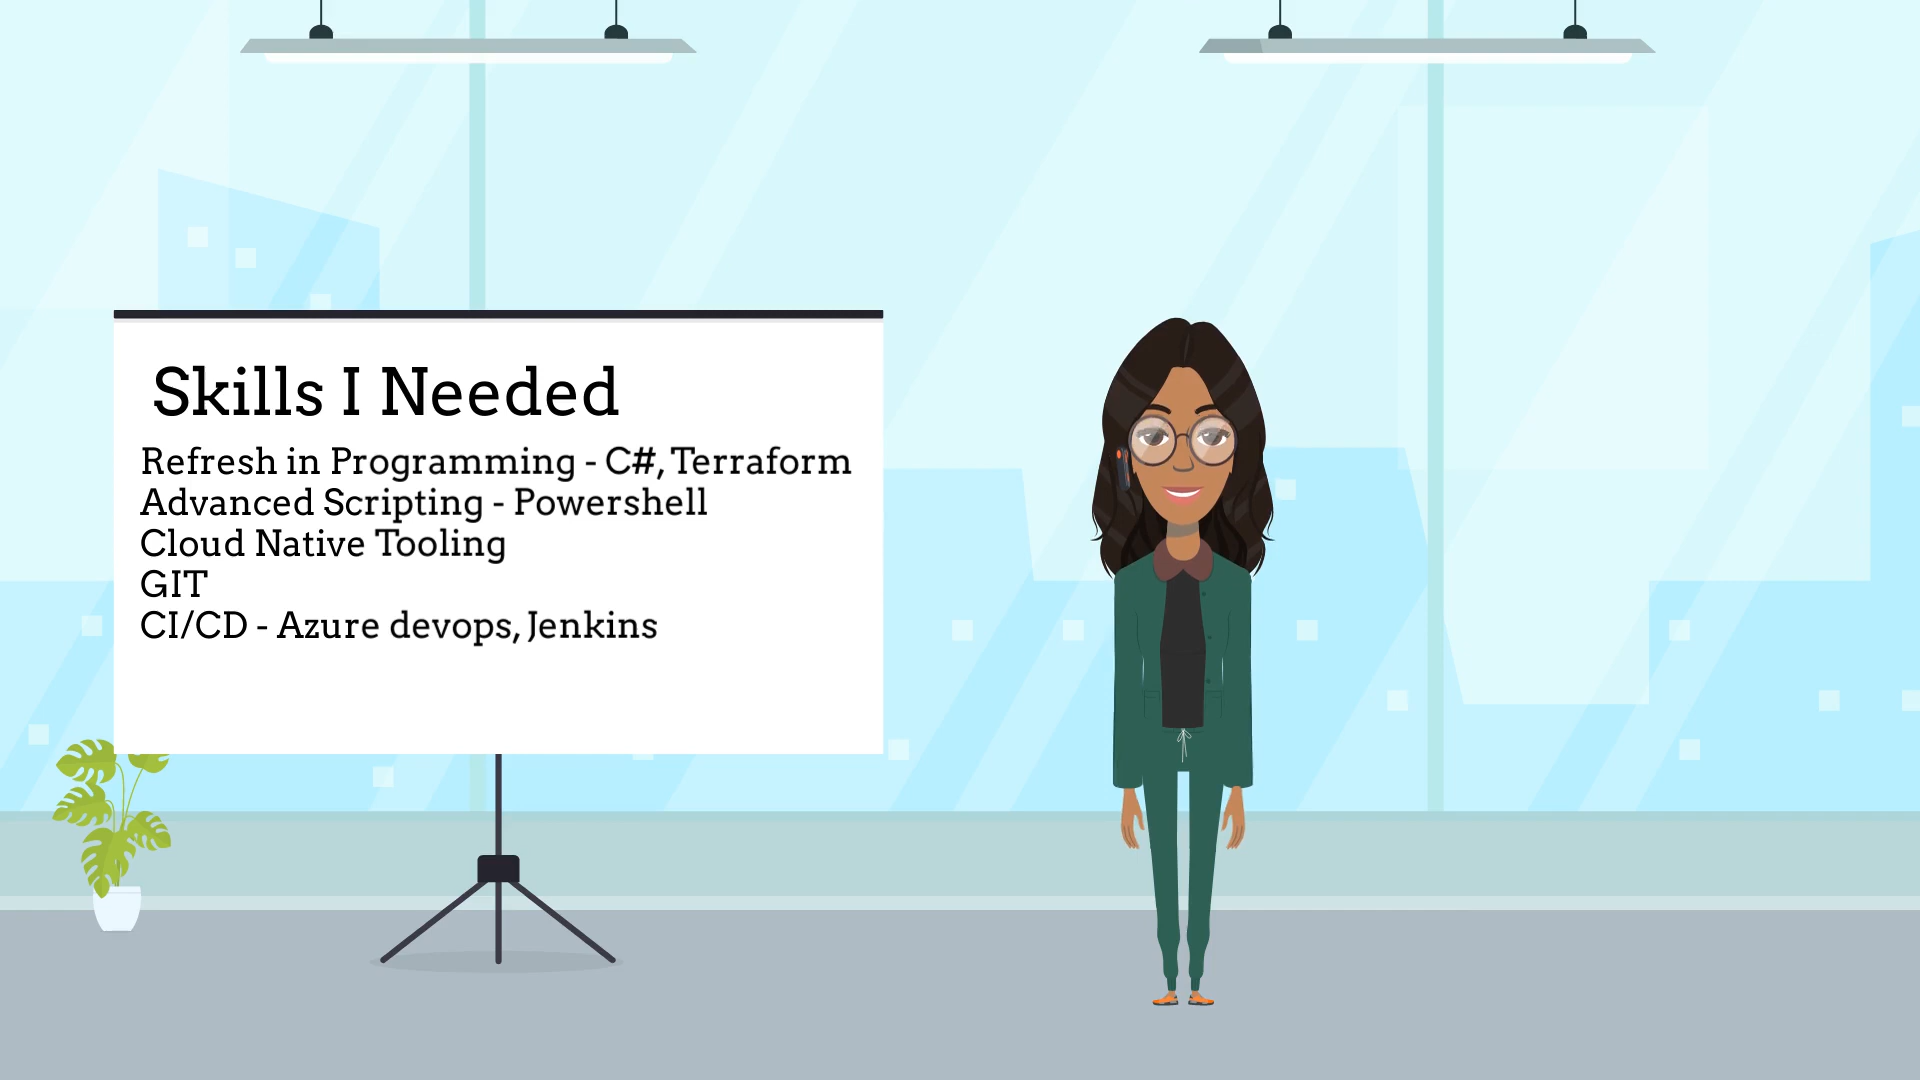 Skills I Needed
Refresh in Programming - C#, Terraform
Advanced Scripting - Powershell
Cloud Native Tooling
GIT
CI/CD - Azure devops, Jenkins